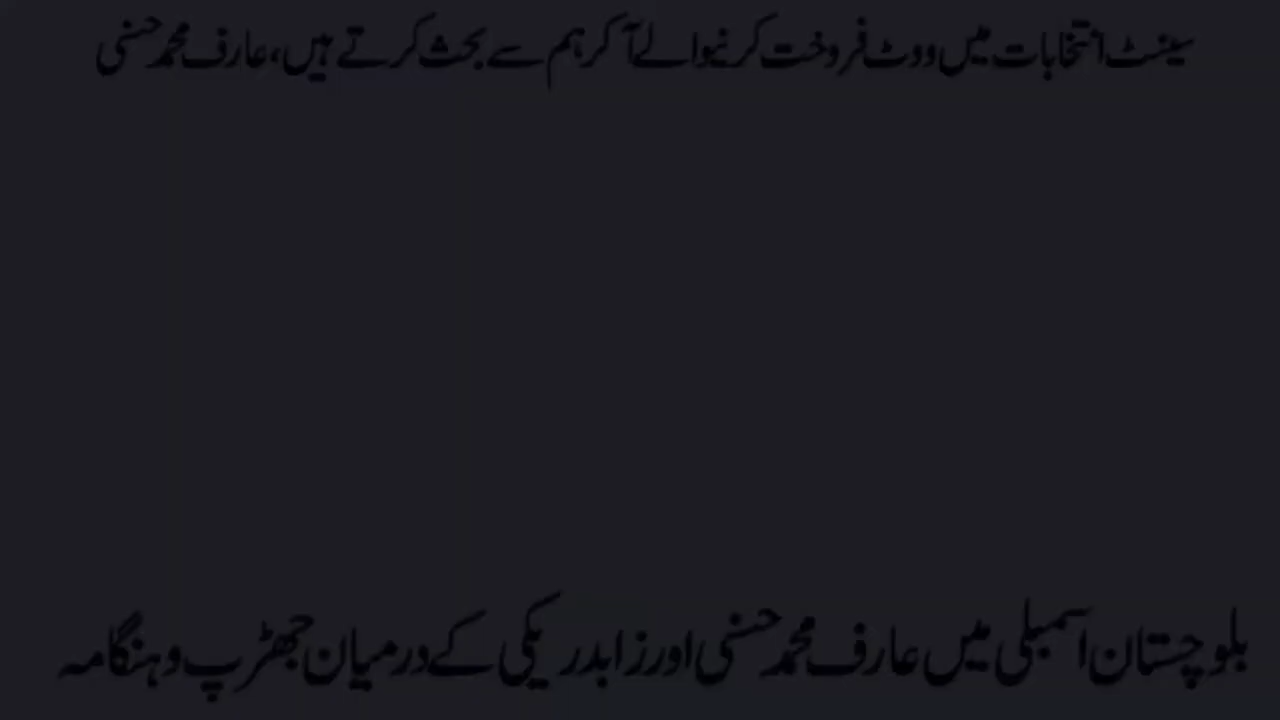 سینٹ انتخابات میں ووٹ فروخت کرنیوالے آکر ہم سے بحث کرتے ہیں، عارف محمد حسنی
بلوچستان اسمبلی میں عارف محمد حسنی اور زابد ریکی کے درمیان جھڑپ و ہنگامہ